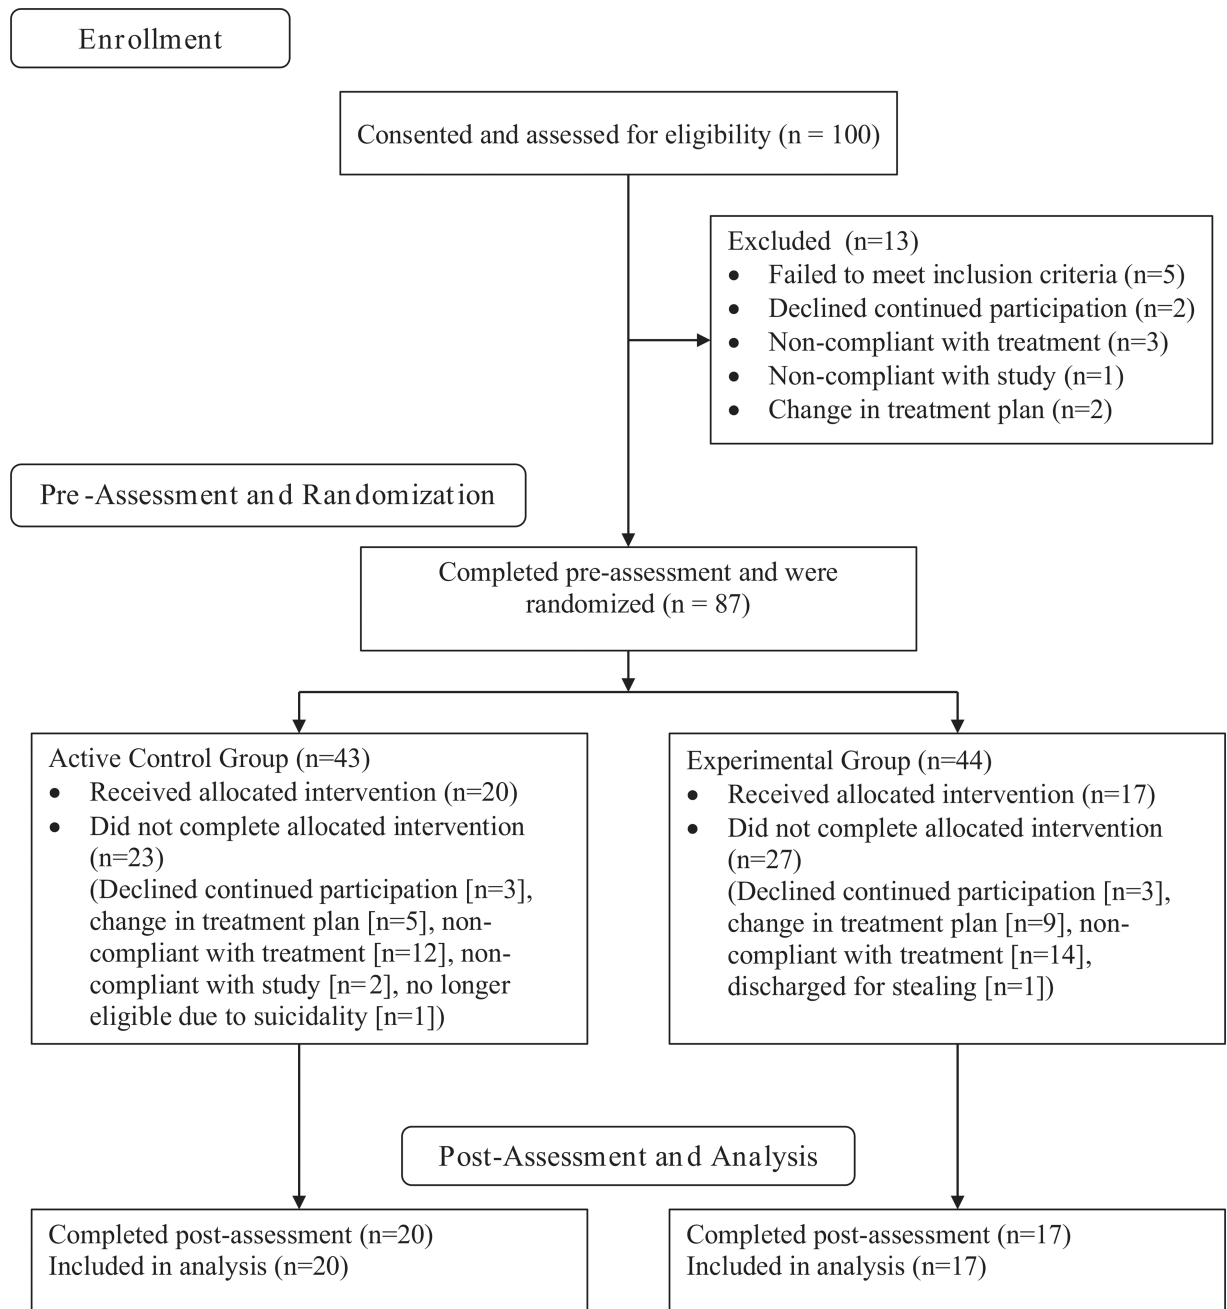 Enrollment
Consented and assessed for eligibility (n = 100)
Excluded (n=13)
• Failed to meet inclusion criteria (n=5)
• Declined continued participation (n=2)
• Non-compliant with treatment (n=3)
• Non-compliant with study (n=1)
• Change in treatment plan (n=2)
Pre-Assessment and Randomization
Completed pre-assessment and were
randomized (n = 87)
Active Control Group (n=43)
• Received allocated intervention (n=20)
• Did not complete allocated intervention
(n=23)
(Declined continued participation [n=3],
change in treatment plan [n=5], non-
compliant with treatment [n=12], non-
compliant with study [n=2], no longer
eligible due to suicidality [n=1])
Experimental Group (n=44)
• Received allocated intervention (n=17)
• Did not complete allocated intervention
(n=27)
(Declined continued participation [n=3],
change in treatment plan [n=9], non-
compliant with treatment [n=14],
discharged for stealing [n=1])
Post-Assessment and Analysis
Completed post-assessment (n=20)
Included in analysis (n=20)
Completed post-assessment (n=17)
Included in analysis (n=17)